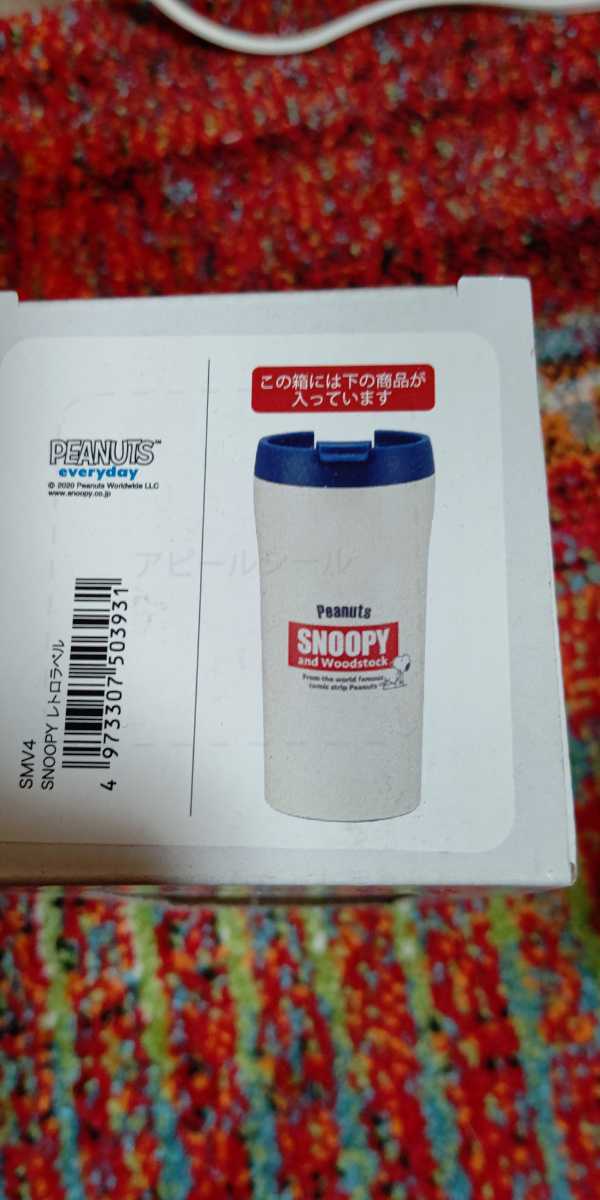 この箱には下の商品が
入っています
PEANUTS™
everyday
© 2020 Peanuts Worldwide LLC
www.snoopy.co.jp
アピールシール
SMV4
SNOOPY レトロラベル
4 973307 503931
Peanuts
SNOOPY
and Woodstock
From the world famous
comic strip Peanuts